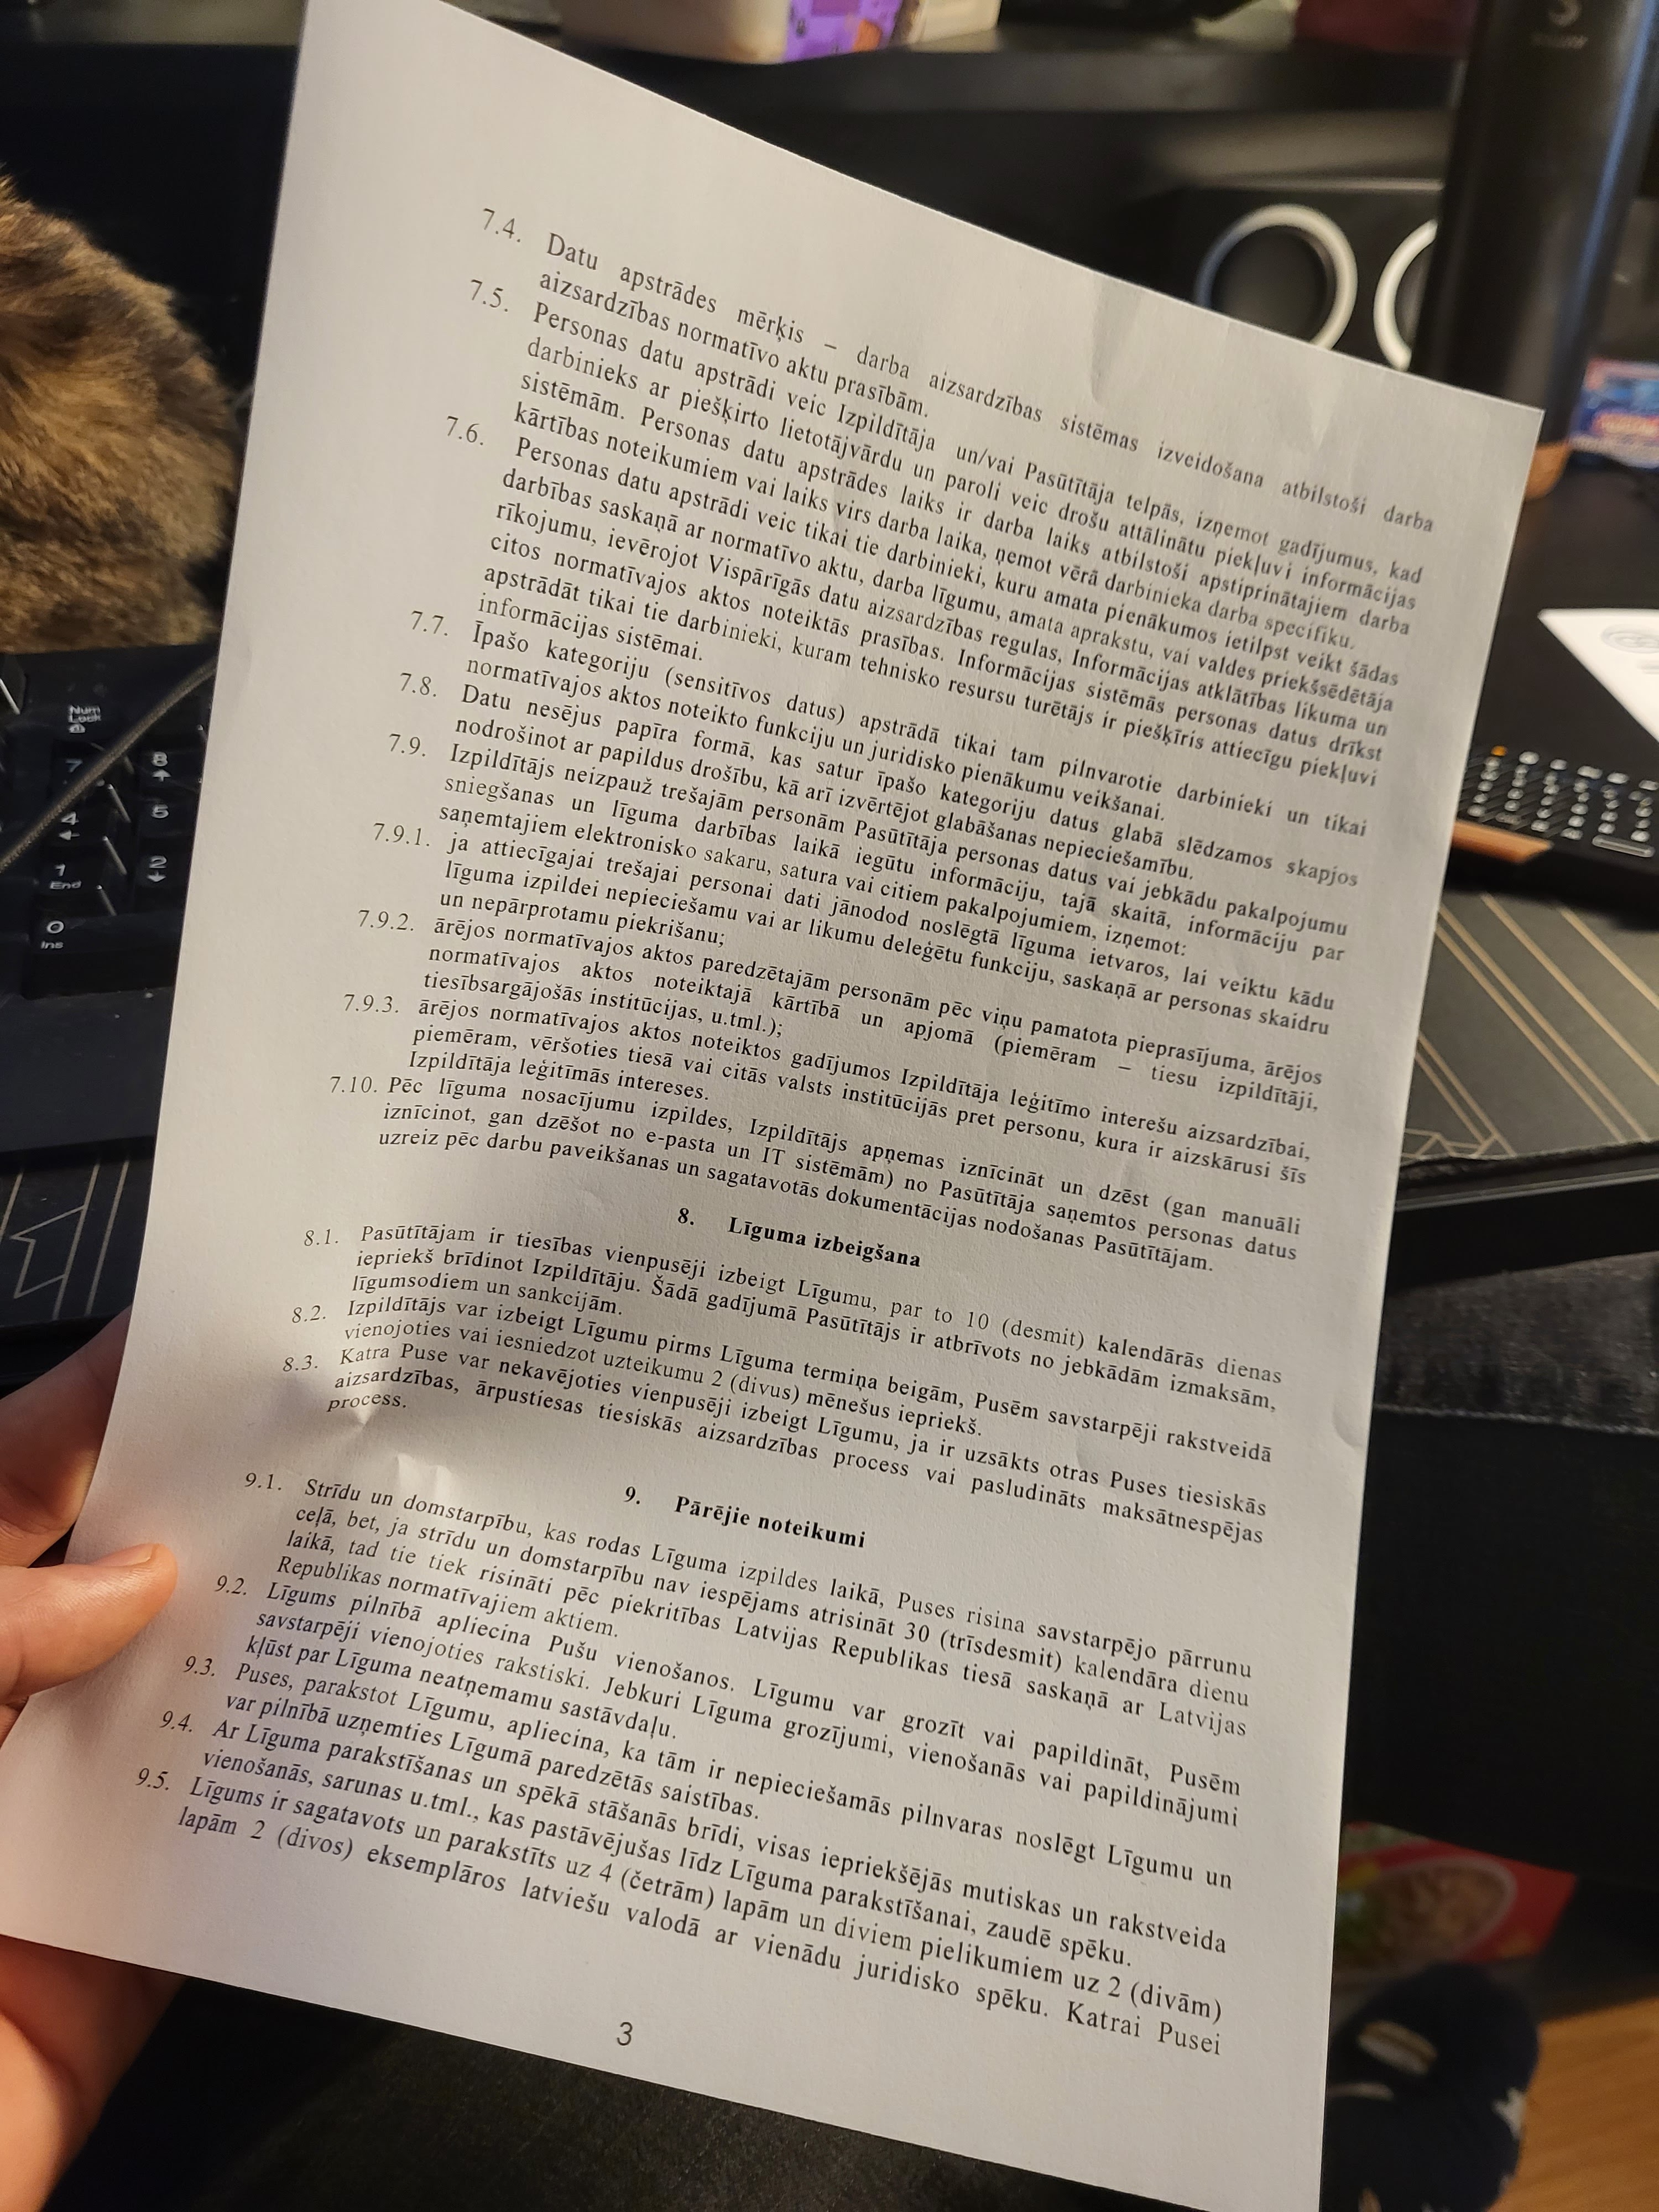 7.4. Datu apstrādes mērķis – darba aizsardzības sistēmas izveidošana atbilstoši darba
aizsardzības normatīvo aktu prasībām.
7.5. Personas datu apstrādi veic Izpildītāja un/vai Pasūtītāja telpās, izņemot gadījumus, kad
darbinieks ar piešķirto lietotājvārdu un paroli veic drošu attālinātu piekļuvi informācijas
sistēmām. Personas datu apstrādes laiks ir darba laiks atbilstoši apstiprinātajiem darba
kārtības noteikumiem vai laiks virs darba laika, ņemot vērā darbinieka darba specifiku.
7.6. Personas datu apstrādi veic tikai tie darbinieki, kuru amata pienākumos ietilpst veikt šādas
darbības saskaņā ar normatīvo aktu, darba līgumu, amata aprakstu, vai valdes priekšsēdētāja
rīkojumu, ievērojot Vispārīgās datu aizsardzības regulas, Informācijas atklātības likuma un
citos normatīvajos aktos noteiktās prasības. Informācijas sistēmās personas datus drīkst
apstrādāt tikai tie darbinieki, kuram tehnisko resursu turētājs ir piešķīris attiecīgu piekļuvi
informācijas sistēmai.
7.7. Īpašo kategoriju (sensitīvos datus) apstrādā tikai tam pilnvarotie darbinieki un tikai
normatīvajos aktos noteikto funkciju un juridisko pienākumu veikšanai.
7.8. Datu nesējus papīra formā, kas satur īpašo kategoriju datus glabā slēdzamos skapjos
nodrošinot ar papildus drošību, kā arī izvērtējot glabāšanas nepieciešamību.
7.9. Izpildītājs neizpauž trešajām personām Pasūtītāja personas datus vai jebkādu pakalpojumu
sniegšanas un līguma darbības laikā iegūtu informāciju, tajā skaitā, informāciju par
saņemtajiem elektronisko sakaru, satura vai citiem pakalpojumiem, izņemot:
7.9.1. ja attiecīgajai trešajai personai dati jānodod noslēgtā līguma ietvaros, lai veiktu kādu
līguma izpildei nepieciešamu vai ar likumu deleģētu funkciju, saskaņā ar personas skaidru
un nepārprotamu piekrišanu;
7.9.2. ārējos normatīvajos aktos paredzētajām personām pēc viņu pamatota pieprasījuma, ārējos
normatīvajos aktos noteiktajā kārtībā un apjomā (piemēram – tiesu izpildītāji,
tiesībsargājošās institūcijas, u.tml.);
7.9.3. ārējos normatīvajos aktos noteiktos gadījumos Izpildītāja leģitīmo interešu aizsardzībai,
piemēram, vēršoties tiesā vai citās valsts institūcijās pret personu, kura ir aizskārusi šīs
Izpildītāja leģitīmās intereses.
7.10. Pēc līguma nosacījumu izpildes, Izpildītājs apņemas iznīcināt un dzēst (gan manuāli
iznīcinot, gan dzēšot no e-pasta un IT sistēmām) no Pasūtītāja saņemtos personas datus
uzreiz pēc darbu paveikšanas un sagatavotās dokumentācijas nodošanas Pasūtītājam.
8. Līguma izbeigšana
8.1. Pasūtītājam ir tiesības vienpusēji izbeigt Līgumu, par to 10 (desmit) kalendārās dienas
iepriekš brīdinot Izpildītāju. Šādā gadījumā Pasūtītājs ir atbrīvots no jebkādām izmaksām,
līgumsodiem un sankcijām.
8.2. Izpildītājs var izbeigt Līgumu pirms Līguma termiņa beigām, Pusēm savstarpēji rakstveidā
vienojoties vai iesniedzot uzteikumu 2 (divus) mēnešus iepriekš.
8.3. Katra Puse var nekavējoties vienpusēji izbeigt Līgumu, ja ir uzsākts otras Puses tiesiskās
aizsardzības, ārpustiesas tiesiskās aizsardzības process vai pasludināts maksātnespējas
process.
9. Pārējie noteikumi
9.1. Strīdu un domstarpību, kas rodas Līguma izpildes laikā, Puses risina savstarpējo pārrunu
ceļā, bet, ja strīdu un domstarpību nav iespējams atrisināt 30 (trīsdesmit) kalendāra dienu
laikā, tad tie tiek risināti pēc piekritības Latvijas Republikas tiesā saskaņā ar Latvijas
Republikas normatīvajiem aktiem.
9.2. Līgums pilnībā apliecina Pušu vienošanos. Līgumu var grozīt vai papildināt, Pusēm
savstarpēji vienojoties rakstiski. Jebkuri Līguma grozījumi, vienošanās vai papildinājumi
kļūst par Līguma neatņemamu sastāvdaļu.
9.3. Puses, parakstot Līgumu, apliecina, ka tām ir nepieciešamās pilnvaras noslēgt Līgumu un
var pilnībā uzņemties Līgumā paredzētās saistības.
9.4. Ar Līguma parakstīšanas un spēkā stāšanās brīdi, visas iepriekšējās mutiskas un rakstveida
vienošanās, sarunas u.tml., kas pastāvējušas līdz Līguma parakstīšanai, zaudē spēku.
9.5. Līgums ir sagatavots un parakstīts uz 4 (četrām) lapām un diviem pielikumiem uz 2 (divām)
lapām 2 (divos) eksemplāros latviešu valodā ar vienādu juridisko spēku. Katrai Pusei
3
Num
Lock
7
8
4
5
1
End
2
0
Ins